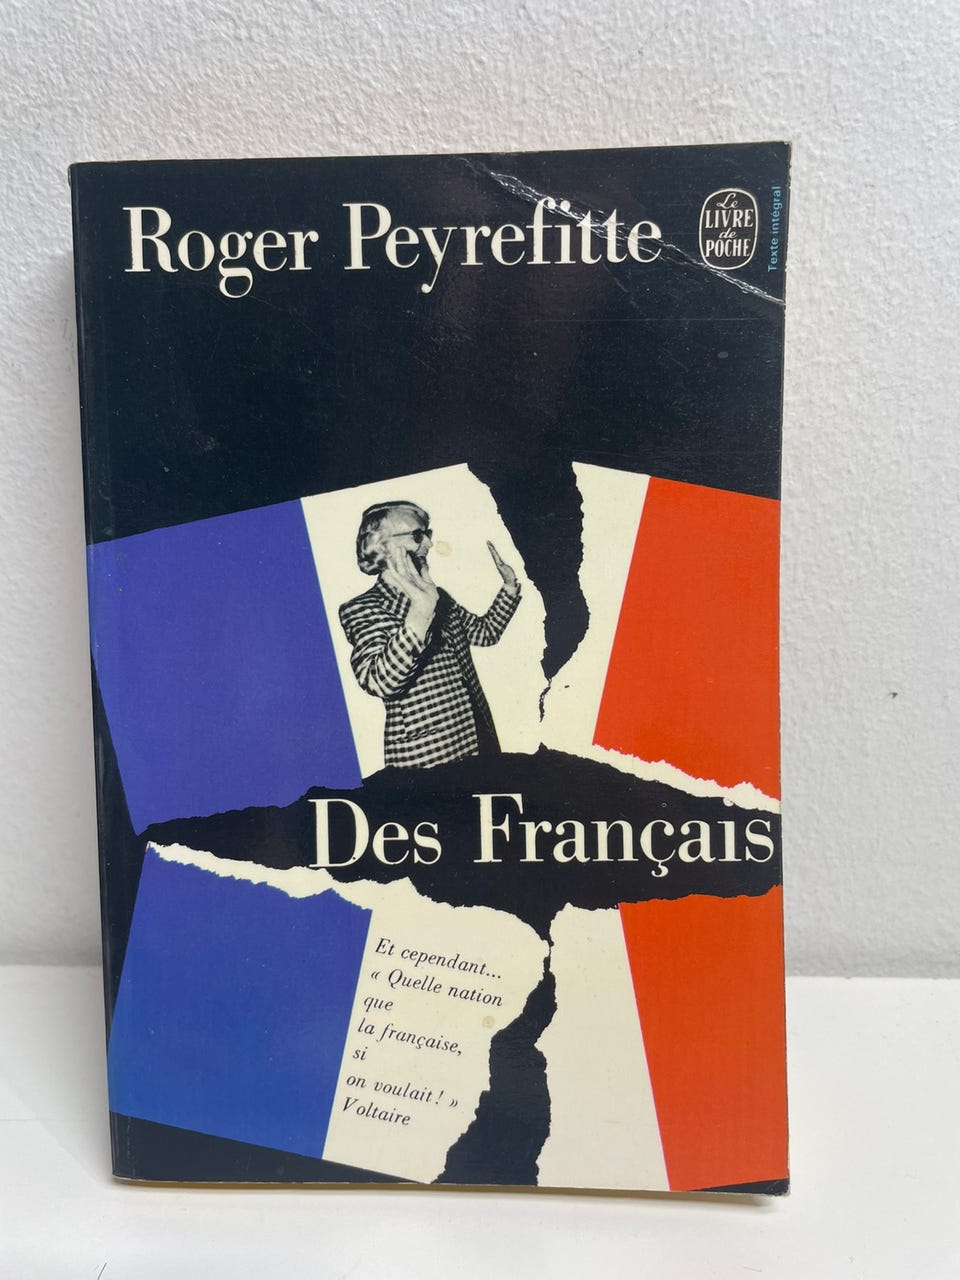 Roger Peyrefitte
Le
LIVRE
de
POCHE
Texte intégral
Des Français
Et cependant...
« Quelle nation
que
la française,
si
on voulait ! »
Voltaire